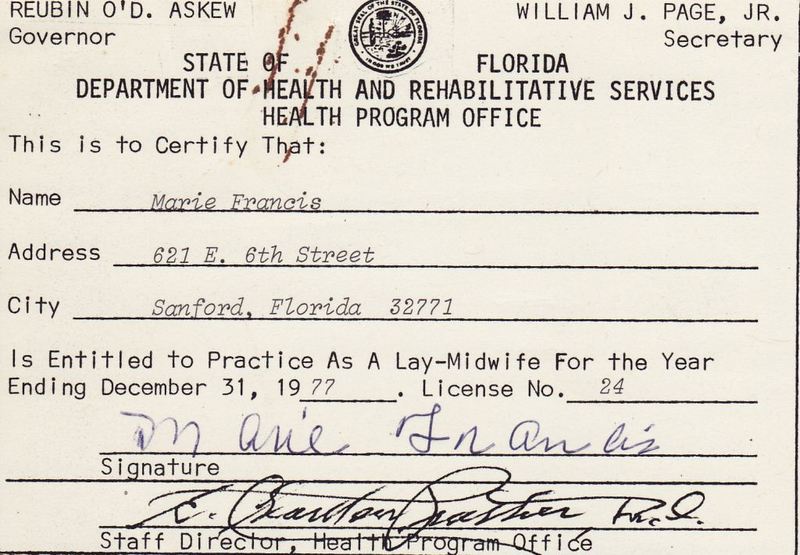 REUBIN O'D. ASKEW WILLIAM J. PAGE, JR.
Governor Secretary
STATE OF FLORIDA
DEPARTMENT OF HEALTH AND REHABILITATIVE SERVICES
HEALTH PROGRAM OFFICE
This is to Certify That:
Name Marie Francis
Address 621 E. 6th Street
City Sanford, Florida 32771
Is Entitled to Practice As A Lay-Midwife For the Year
Ending December 31, 1977. License No. 24
Marie Francis
Signature
E. Charlton Prather, M.D.
Staff Director, Health Program Office